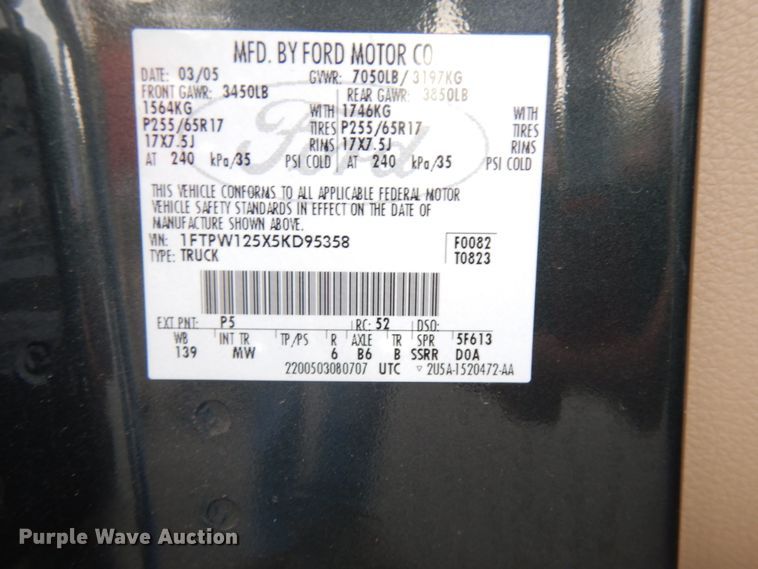 MFD. BY FORD MOTOR CO
DATE: 03/05 GVWR: 7050LB/ 3197KG
FRONT GAWR: 3450LB REAR GAWR: 3850LB
1564KG WITH 1746KG WITH
P255/65R17 TIRES P255/65R17 TIRES
17X7.5J RIMS 17X7.5J RIMS
AT 240 kPa/35 PSI COLD AT 240 kPa/35 PSI COLD
Ford
THIS VEHICLE CONFORMS TO ALL APPLICABLE FEDERAL MOTOR
VEHICLE SAFETY STANDARDS IN EFFECT ON THE DATE OF
MANUFACTURE SHOWN ABOVE.
VIN: 1FTPW125X5KD95358 F0082
TYPE: TRUCK T0823
EXT PNT: P5 RC: 52 DSO:
WB INT TR TP/PS R AXLE TR SPR 5F613
139 MW 6 B6 B SSRR D0A
2200503080707 UTC ▽ 2U5A-1520472-AA
Purple Wave Auction